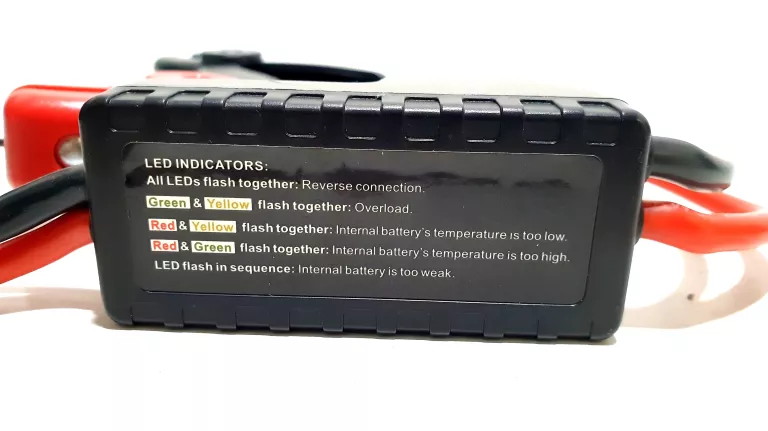 LED INDICATORS:
All LEDs flash together: Reverse connection.
Green & Yellow flash together: Overload.
Red & Yellow flash together: Internal battery's temperature is too low.
Red & Green flash together: Internal battery's temperature is too high.
LED flash in sequence: Internal battery is too weak.